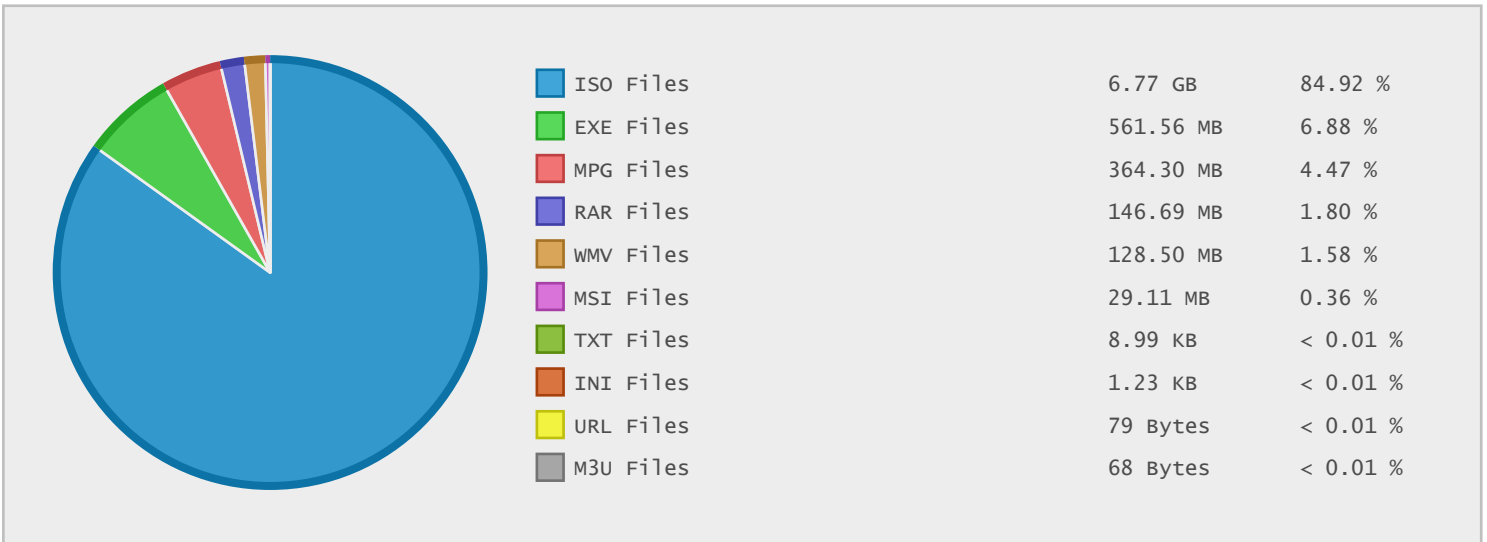 ISO Files 6.77 GB 84.92 %
EXE Files 561.56 MB 6.88 %
MPG Files 364.30 MB 4.47 %
RAR Files 146.69 MB 1.80 %
WMV Files 128.50 MB 1.58 %
MSI Files 29.11 MB 0.36 %
TXT Files 8.99 KB < 0.01 %
INI Files 1.23 KB < 0.01 %
URL Files 79 Bytes < 0.01 %
M3U Files 68 Bytes < 0.01 %